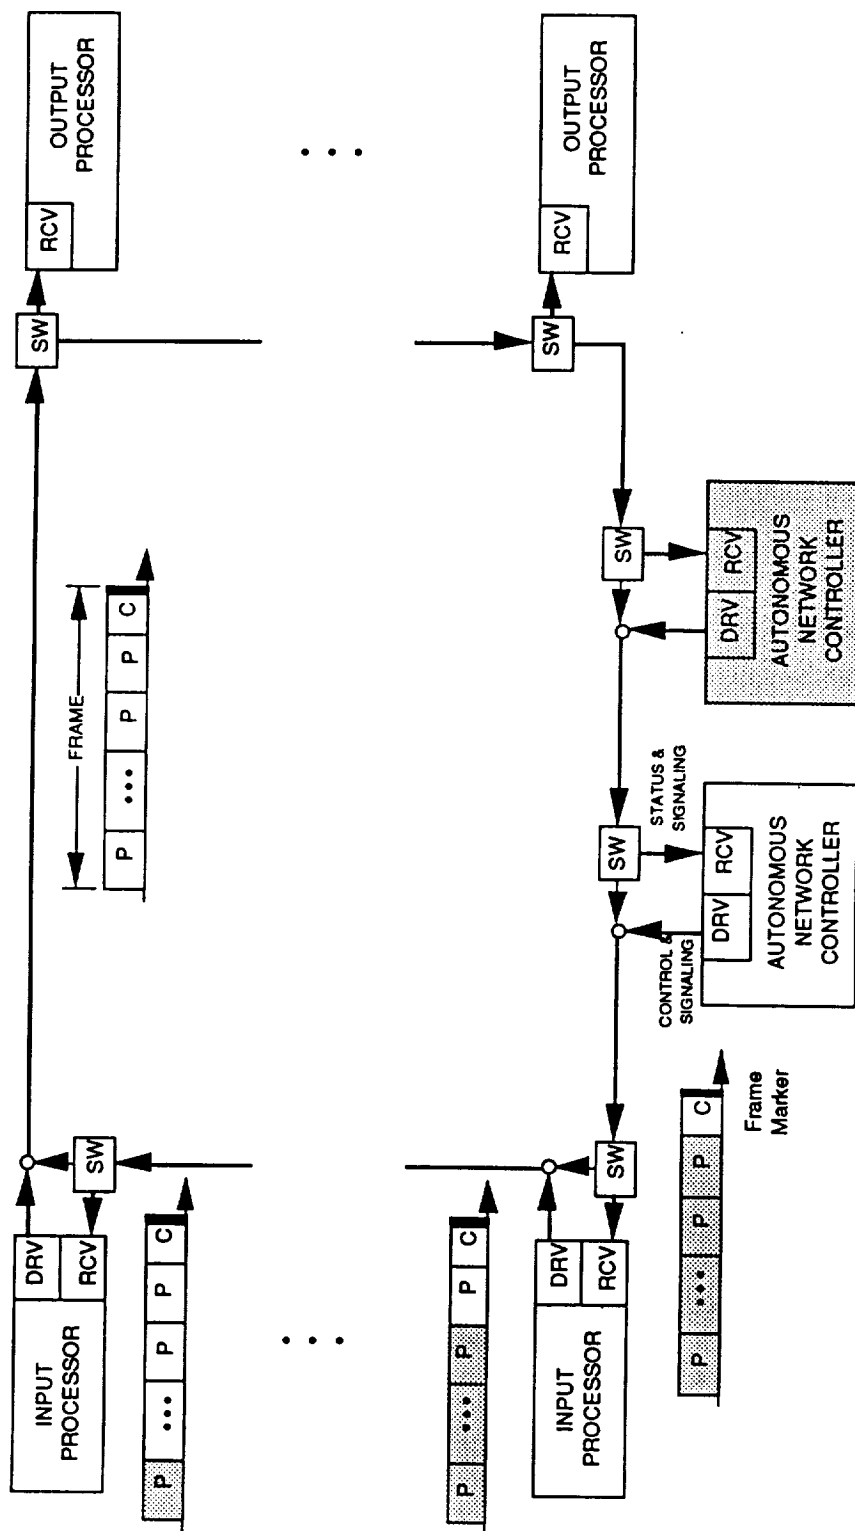 INPUT
PROCESSOR
DRV
RCV
SW
FRAME
SW
RCV
OUTPUT
PROCESSOR
P ••• P P C
P ••• P P C
• • •
• • •
P ••• P P C
INPUT
PROCESSOR
DRV
RCV
SW
SW
RCV
OUTPUT
PROCESSOR
SW
SW
P ••• P P C
Frame
Marker
CONTROL &
SIGNALING
STATUS &
SIGNALING
DRV RCV
AUTONOMOUS
NETWORK
CONTROLLER
DRV RCV
AUTONOMOUS
NETWORK
CONTROLLER